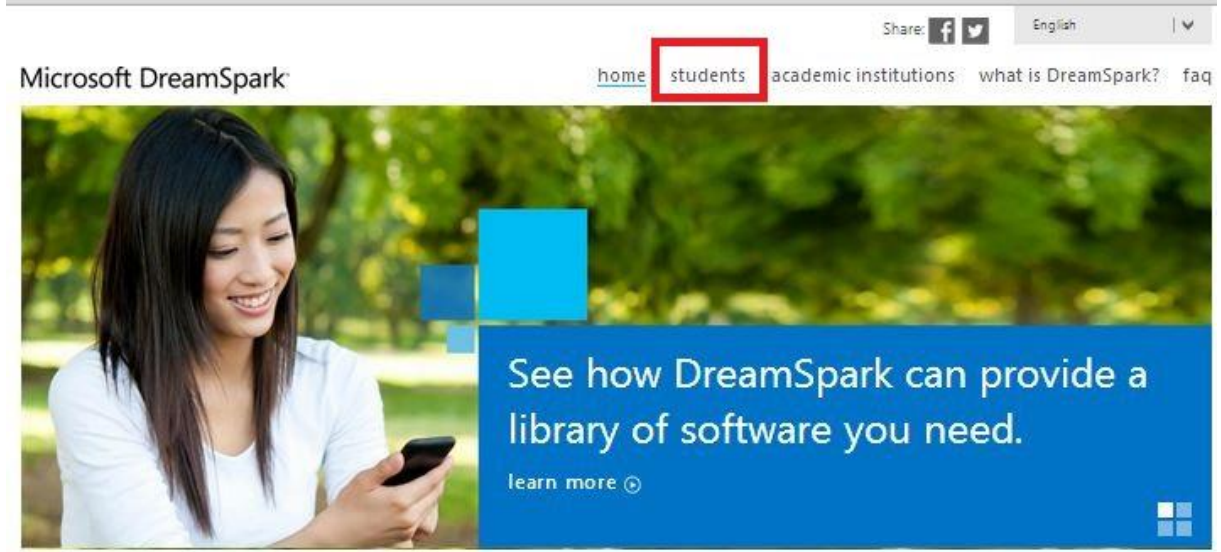 Share:
English
Microsoft DreamSpark
home students academic institutions what is DreamSpark? faq
See how DreamSpark can provide a
library of software you need.
learn more